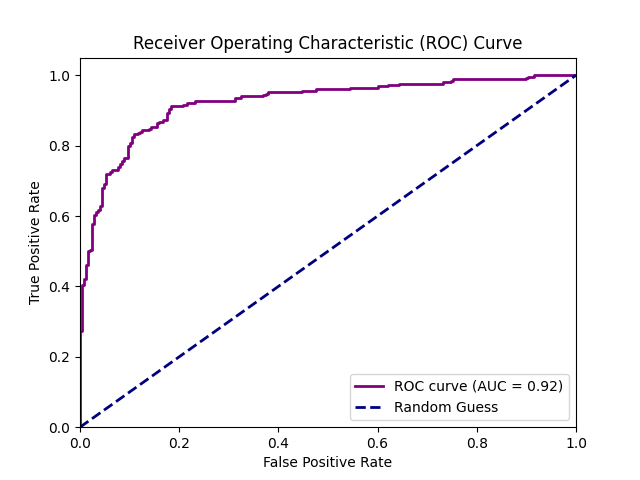 Receiver Operating Characteristic (ROC) Curve
1.0
0.8
0.6
0.4
0.2
0.0
True Positive Rate
ROC curve (AUC = 0.92)
Random Guess
0.0 0.2 0.4 0.6 0.8 1.0
False Positive Rate